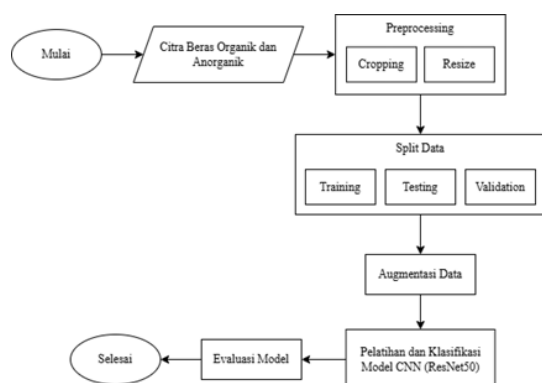 Mulai
Citra Beras Organik dan
Anorganik
Preprocessing
Cropping
Resize
Split Data
Training
Testing
Validation
Augmentasi Data
Pelatihan dan Klasifikasi
Model CNN (ResNet50)
Evaluasi Model
Selesai